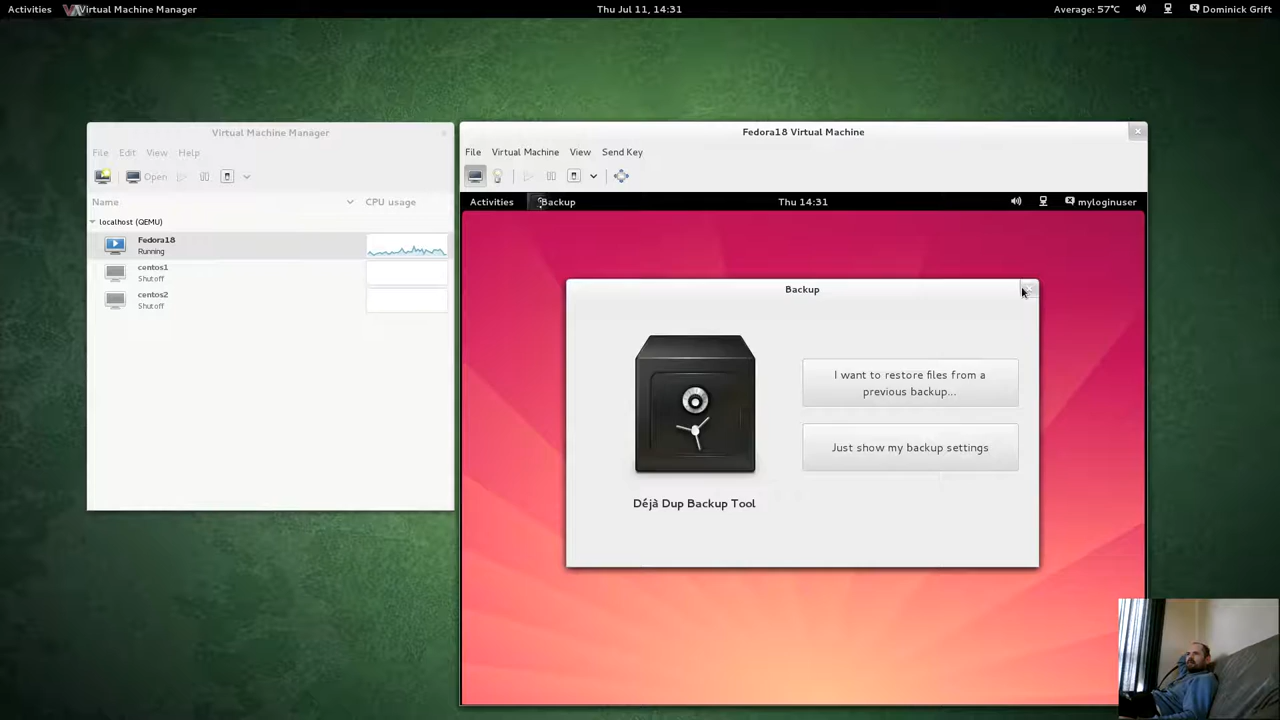 Activities Virtual Machine Manager Thu Jul 11, 14:31 Average: 57°C Dominick Grift
Virtual Machine Manager
File Edit View Help
Open
Name CPU usage
localhost (QEMU)
Fedora18
Running
centos1
Shutoff
centos2
Shutoff
Fedora18 Virtual Machine
File Virtual Machine View Send Key
Activities Backup Thu 14:31 myloginuser
Backup
I want to restore files from a
previous backup...
Just show my backup settings
Déjà Dup Backup Tool